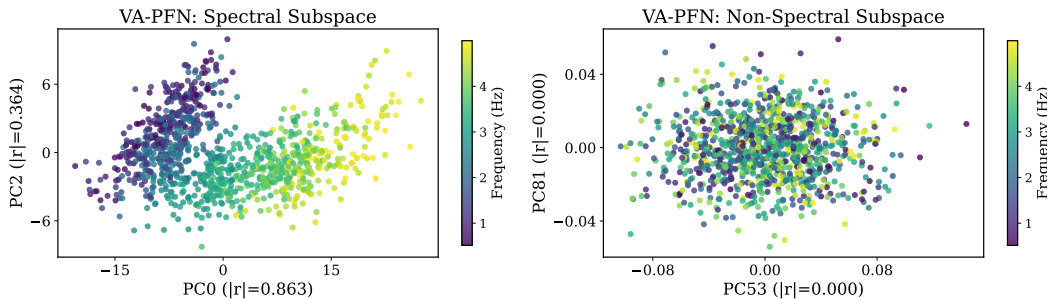 VA-PFN: Spectral Subspace
6
0
−6
PC2 (|r|=0.364)
−15
0
15
PC0 (|r|=0.863)
4
3
2
1
Frequency (Hz)
VA-PFN: Non-Spectral Subspace
0.04
0.00
−0.04
PC81 (|r|=0.000)
−0.08
0.00
0.08
PC53 (|r|=0.000)
4
3
2
1
Frequency (Hz)